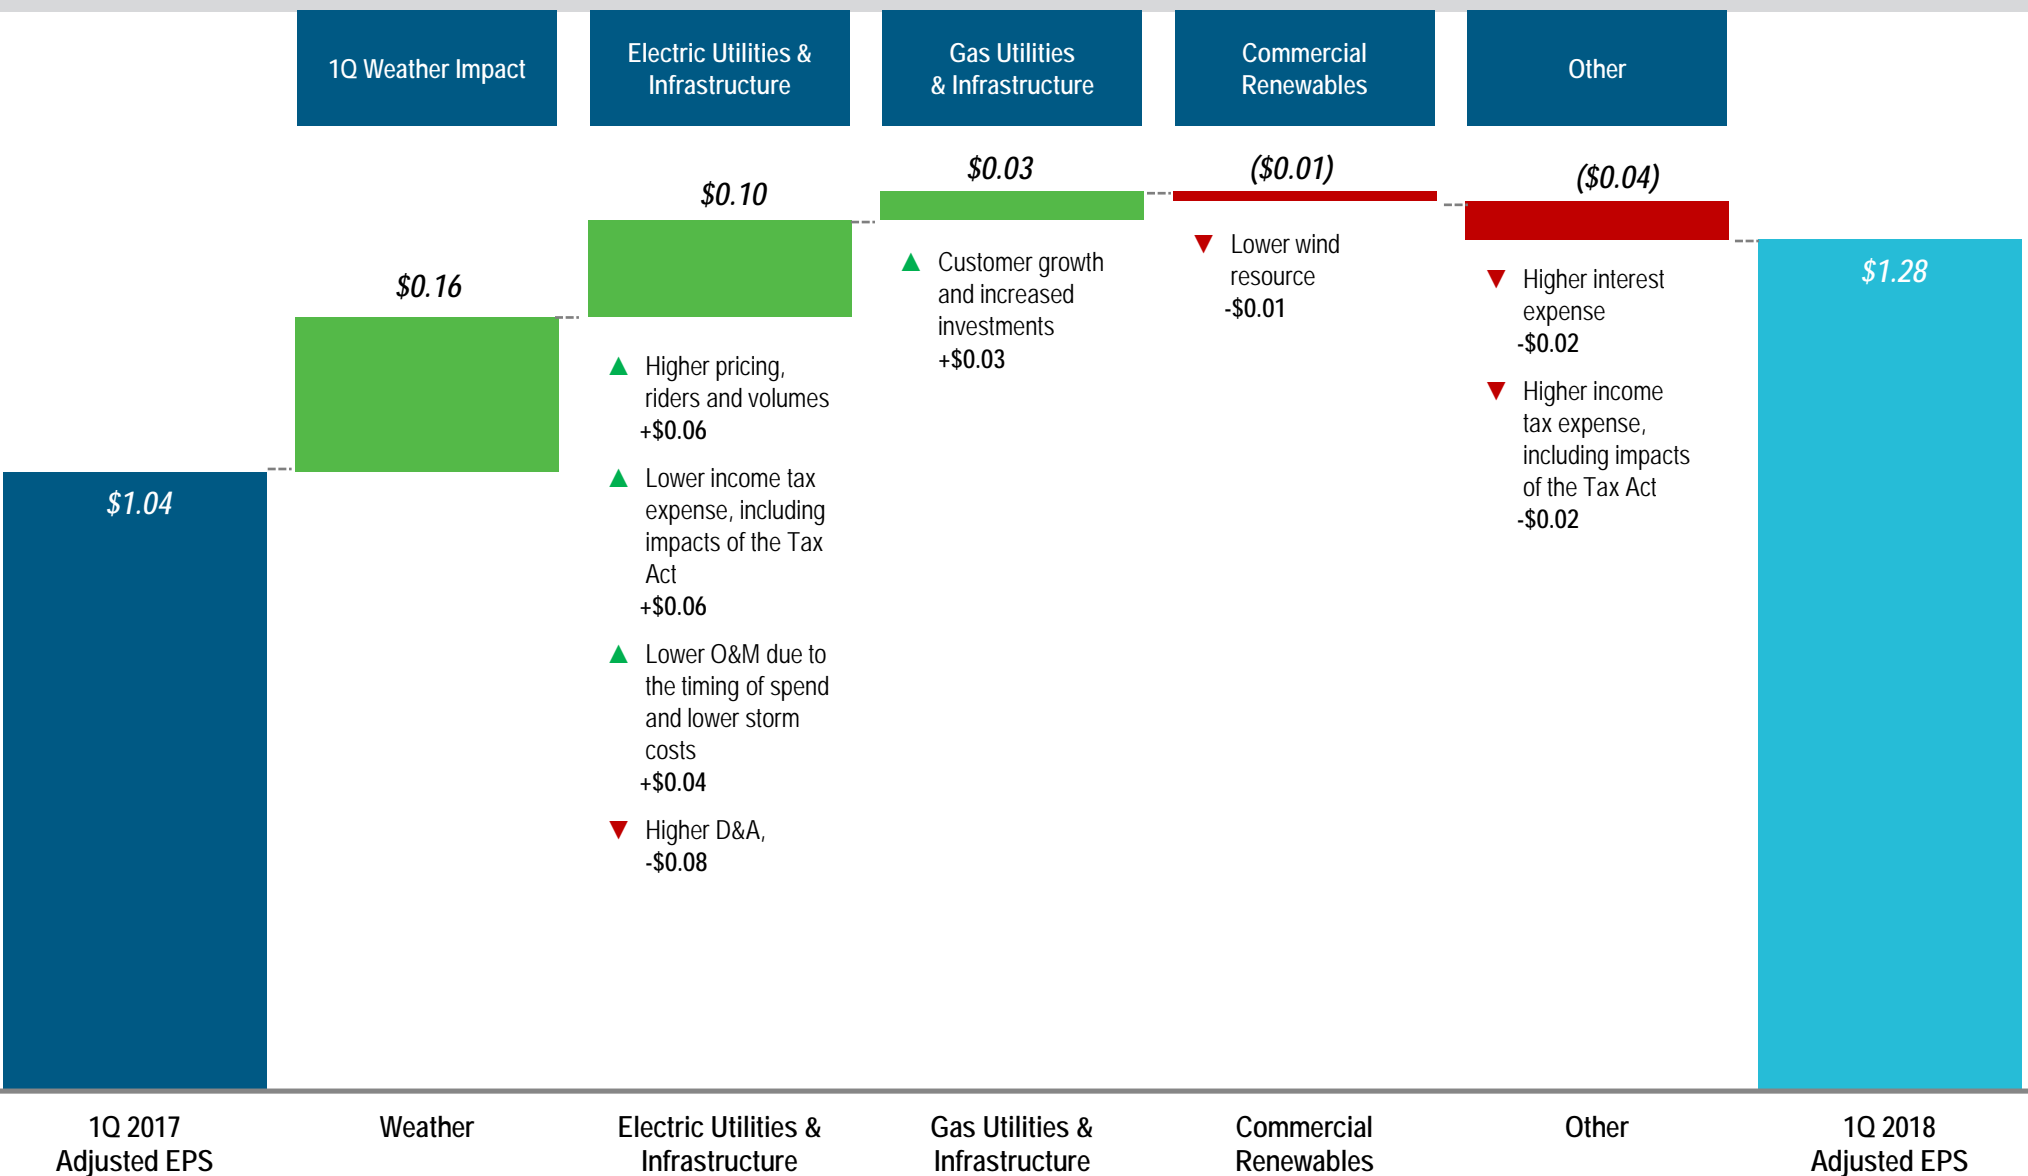 1Q Weather Impact
Electric Utilities &
Infrastructure
Gas Utilities
& Infrastructure
Commercial
Renewables
Other
$1.04
$0.16
$0.10
▲ Higher pricing,
riders and volumes
+$0.06
▲ Lower income tax
expense, including
impacts of the Tax
Act
+$0.06
▲ Lower O&M due to
the timing of spend
and lower storm
costs
+$0.04
▼ Higher D&A,
-$0.08
$0.03
▲ Customer growth
and increased
investments
+$0.03
($0.01)
▼ Lower wind
resource
-$0.01
($0.04)
▼ Higher interest
expense
-$0.02
▼ Higher income
tax expense,
including impacts
of the Tax Act
-$0.02
$1.28
1Q 2017
Adjusted EPS
Weather
Electric Utilities &
Infrastructure
Gas Utilities &
Infrastructure
Commercial
Renewables
Other
1Q 2018
Adjusted EPS